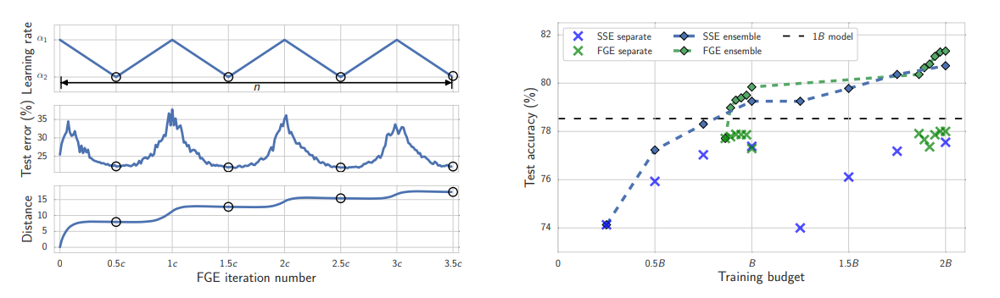 Learning rate
α₁
α₂
n
Test error (%)
35
30
25
Distance
15
10
5
0
0 0.5c 1c 1.5c 2c 2.5c 3c 3.5c
FGE iteration number
Test accuracy (%)
82
80
78
76
74
SSE separate SSE ensemble 1B model
FGE separate FGE ensemble
0 0.5B B 1.5B 2B
Training budget